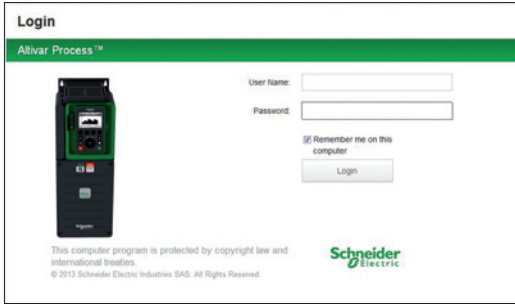 Login
Altivar Process™
User Name:
Password:
Remember me on this
computer
Login
This computer program is protected by copyright law and
international treaties.
© 2013 Schneider Electric Industries SAS. All Rights Reserved.
Schneider
Electric